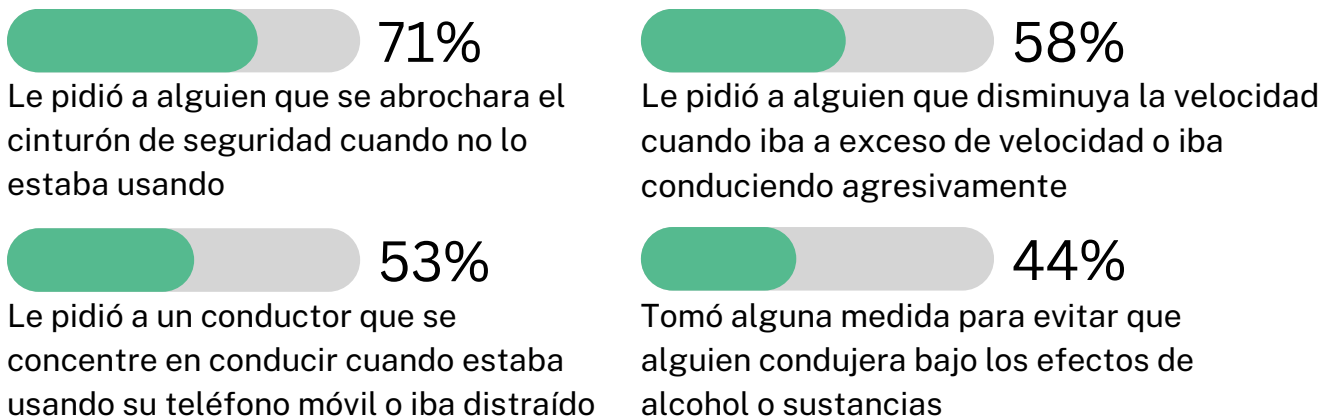 71%
Le pidió a alguien que se abrochara el
cinturón de seguridad cuando no lo
estaba usando
58%
Le pidió a alguien que disminuya la velocidad
cuando iba a exceso de velocidad o iba
conduciendo agresivamente
53%
Le pidió a un conductor que se
concentre en conducir cuando estaba
usando su teléfono móvil o iba distraído
44%
Tomó alguna medida para evitar que
alguien condujera bajo los efectos de
alcohol o sustancias